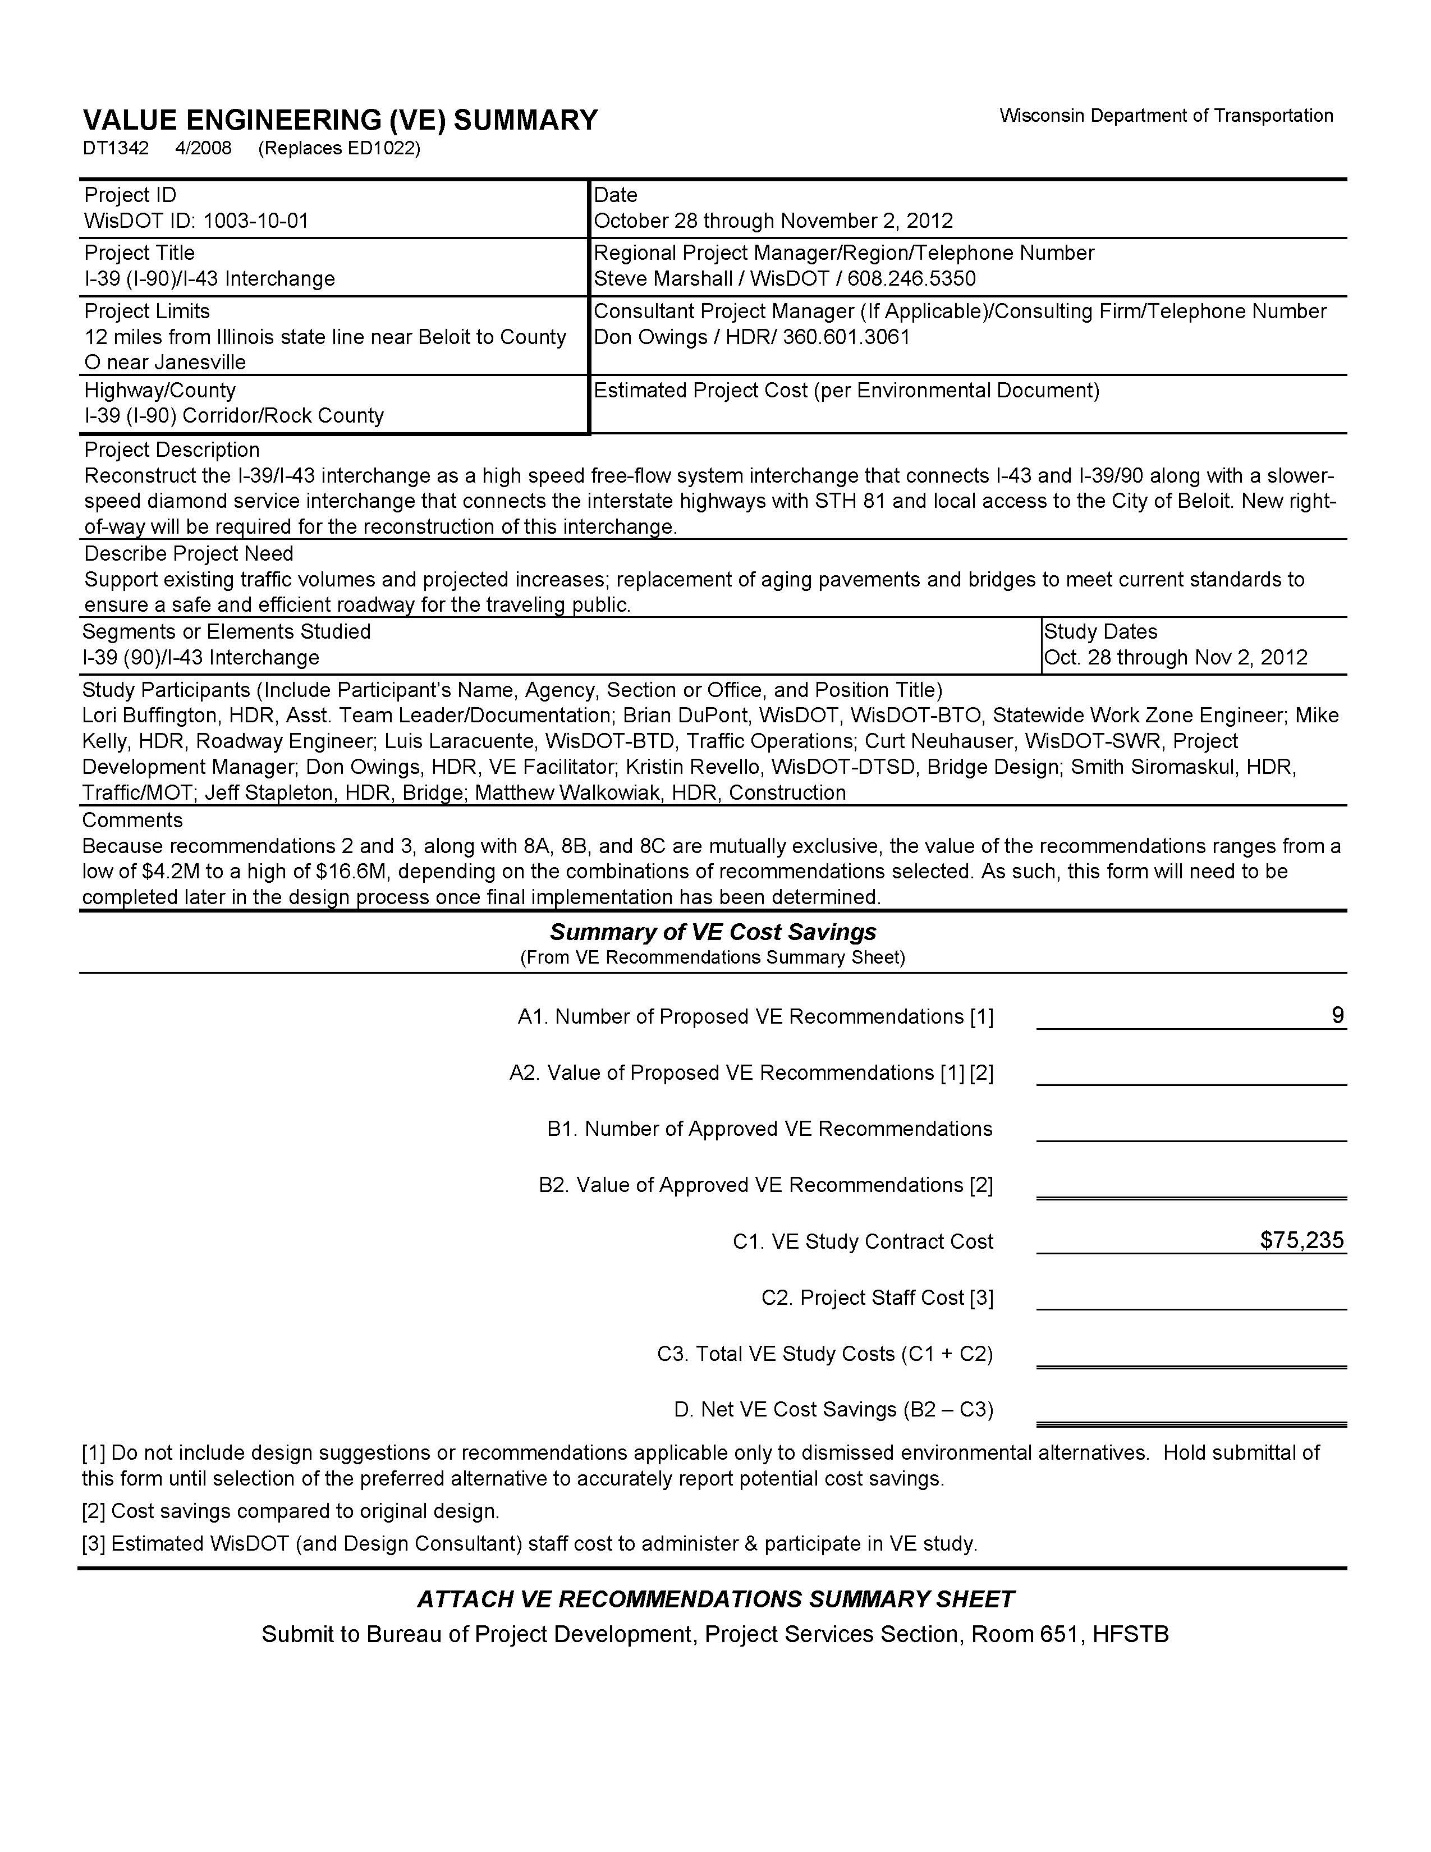 VALUE ENGINEERING (VE) SUMMARY
Wisconsin Department of Transportation
DT1342 4/2008 (Replaces ED1022)
Project ID
WisDOT ID: 1003-10-01
Date
October 28 through November 2, 2012
Project Title
I-39 (I-90)/I-43 Interchange
Regional Project Manager/Region/Telephone Number
Steve Marshall / WisDOT / 608.246.5350
Project Limits
12 miles from Illinois state line near Beloit to County
O near Janesville
Consultant Project Manager (If Applicable)/Consulting Firm/Telephone Number
Don Owings / HDR/ 360.601.3061
Highway/County
I-39 (I-90) Corridor/Rock County
Estimated Project Cost (per Environmental Document)
Project Description
Reconstruct the I-39/I-43 interchange as a high speed free-flow system interchange that connects I-43 and I-39/90 along with a slower-
speed diamond service interchange that connects the interstate highways with STH 81 and local access to the City of Beloit. New right-
of-way will be required for the reconstruction of this interchange.
Describe Project Need
Support existing traffic volumes and projected increases; replacement of aging pavements and bridges to meet current standards to
ensure a safe and efficient roadway for the traveling public.
Segments or Elements Studied
I-39 (90)/I-43 Interchange
Study Dates
Oct. 28 through Nov 2, 2012
Study Participants (Include Participant's Name, Agency, Section or Office, and Position Title)
Lori Buffington, HDR, Asst. Team Leader/Documentation; Brian DuPont, WisDOT, WisDOT-BTO, Statewide Work Zone Engineer; Mike
Kelly, HDR, Roadway Engineer; Luis Laracuente, WisDOT-BTD, Traffic Operations; Curt Neuhauser, WisDOT-SWR, Project
Development Manager; Don Owings, HDR, VE Facilitator; Kristin Revello, WisDOT-DTSD, Bridge Design; Smith Siromaskul, HDR,
Traffic/MOT; Jeff Stapleton, HDR, Bridge; Matthew Walkowiak, HDR, Construction
Comments
Because recommendations 2 and 3, along with 8A, 8B, and 8C are mutually exclusive, the value of the recommendations ranges from a
low of $4.2M to a high of $16.6M, depending on the combinations of recommendations selected. As such, this form will need to be
completed later in the design process once final implementation has been determined.
Summary of VE Cost Savings
(From VE Recommendations Summary Sheet)
A1. Number of Proposed VE Recommendations [1] 9
A2. Value of Proposed VE Recommendations [1] [2]
B1. Number of Approved VE Recommendations
B2. Value of Approved VE Recommendations [2]
C1. VE Study Contract Cost $75,235
C2. Project Staff Cost [3]
C3. Total VE Study Costs (C1 + C2)
D. Net VE Cost Savings (B2 – C3)
[1] Do not include design suggestions or recommendations applicable only to dismissed environmental alternatives. Hold submittal of
this form until selection of the preferred alternative to accurately report potential cost savings.
[2] Cost savings compared to original design.
[3] Estimated WisDOT (and Design Consultant) staff cost to administer & participate in VE study.
ATTACH VE RECOMMENDATIONS SUMMARY SHEET
Submit to Bureau of Project Development, Project Services Section, Room 651, HFSTB